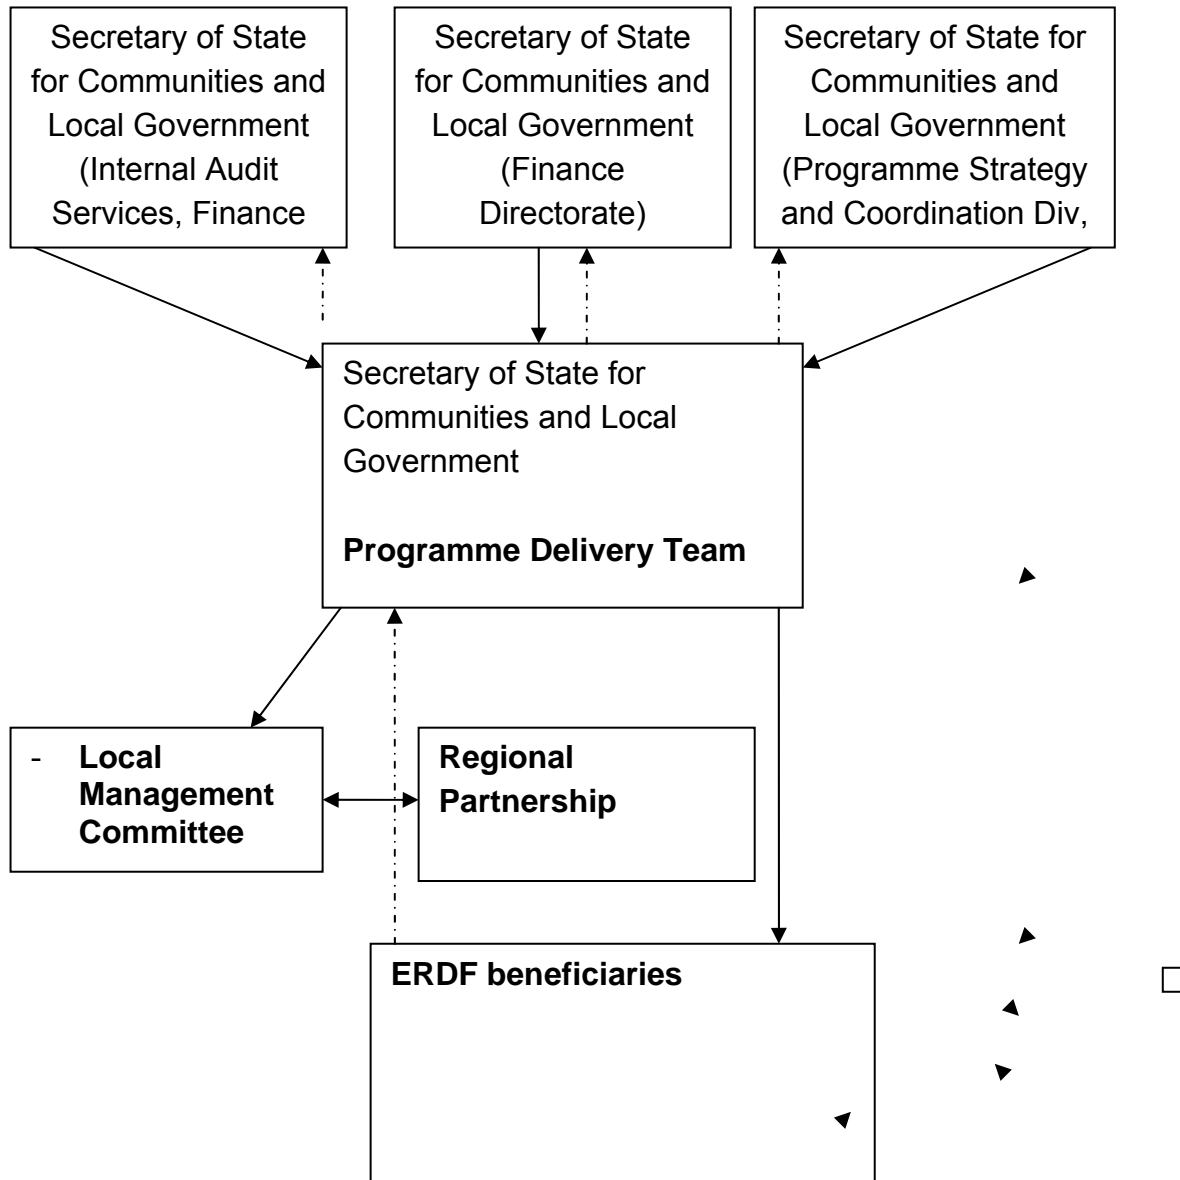 Secretary of State
for Communities and
Local Government
(Internal Audit
Services, Finance
Secretary of State
for Communities and
Local Government
(Finance
Directorate)
Secretary of State for
Communities and
Local Government
(Programme Strategy
and Coordination Div,
Secretary of State for
Communities and Local
Government
Programme Delivery Team
- Local
Management
Committee
Regional
Partnership
ERDF beneficiaries